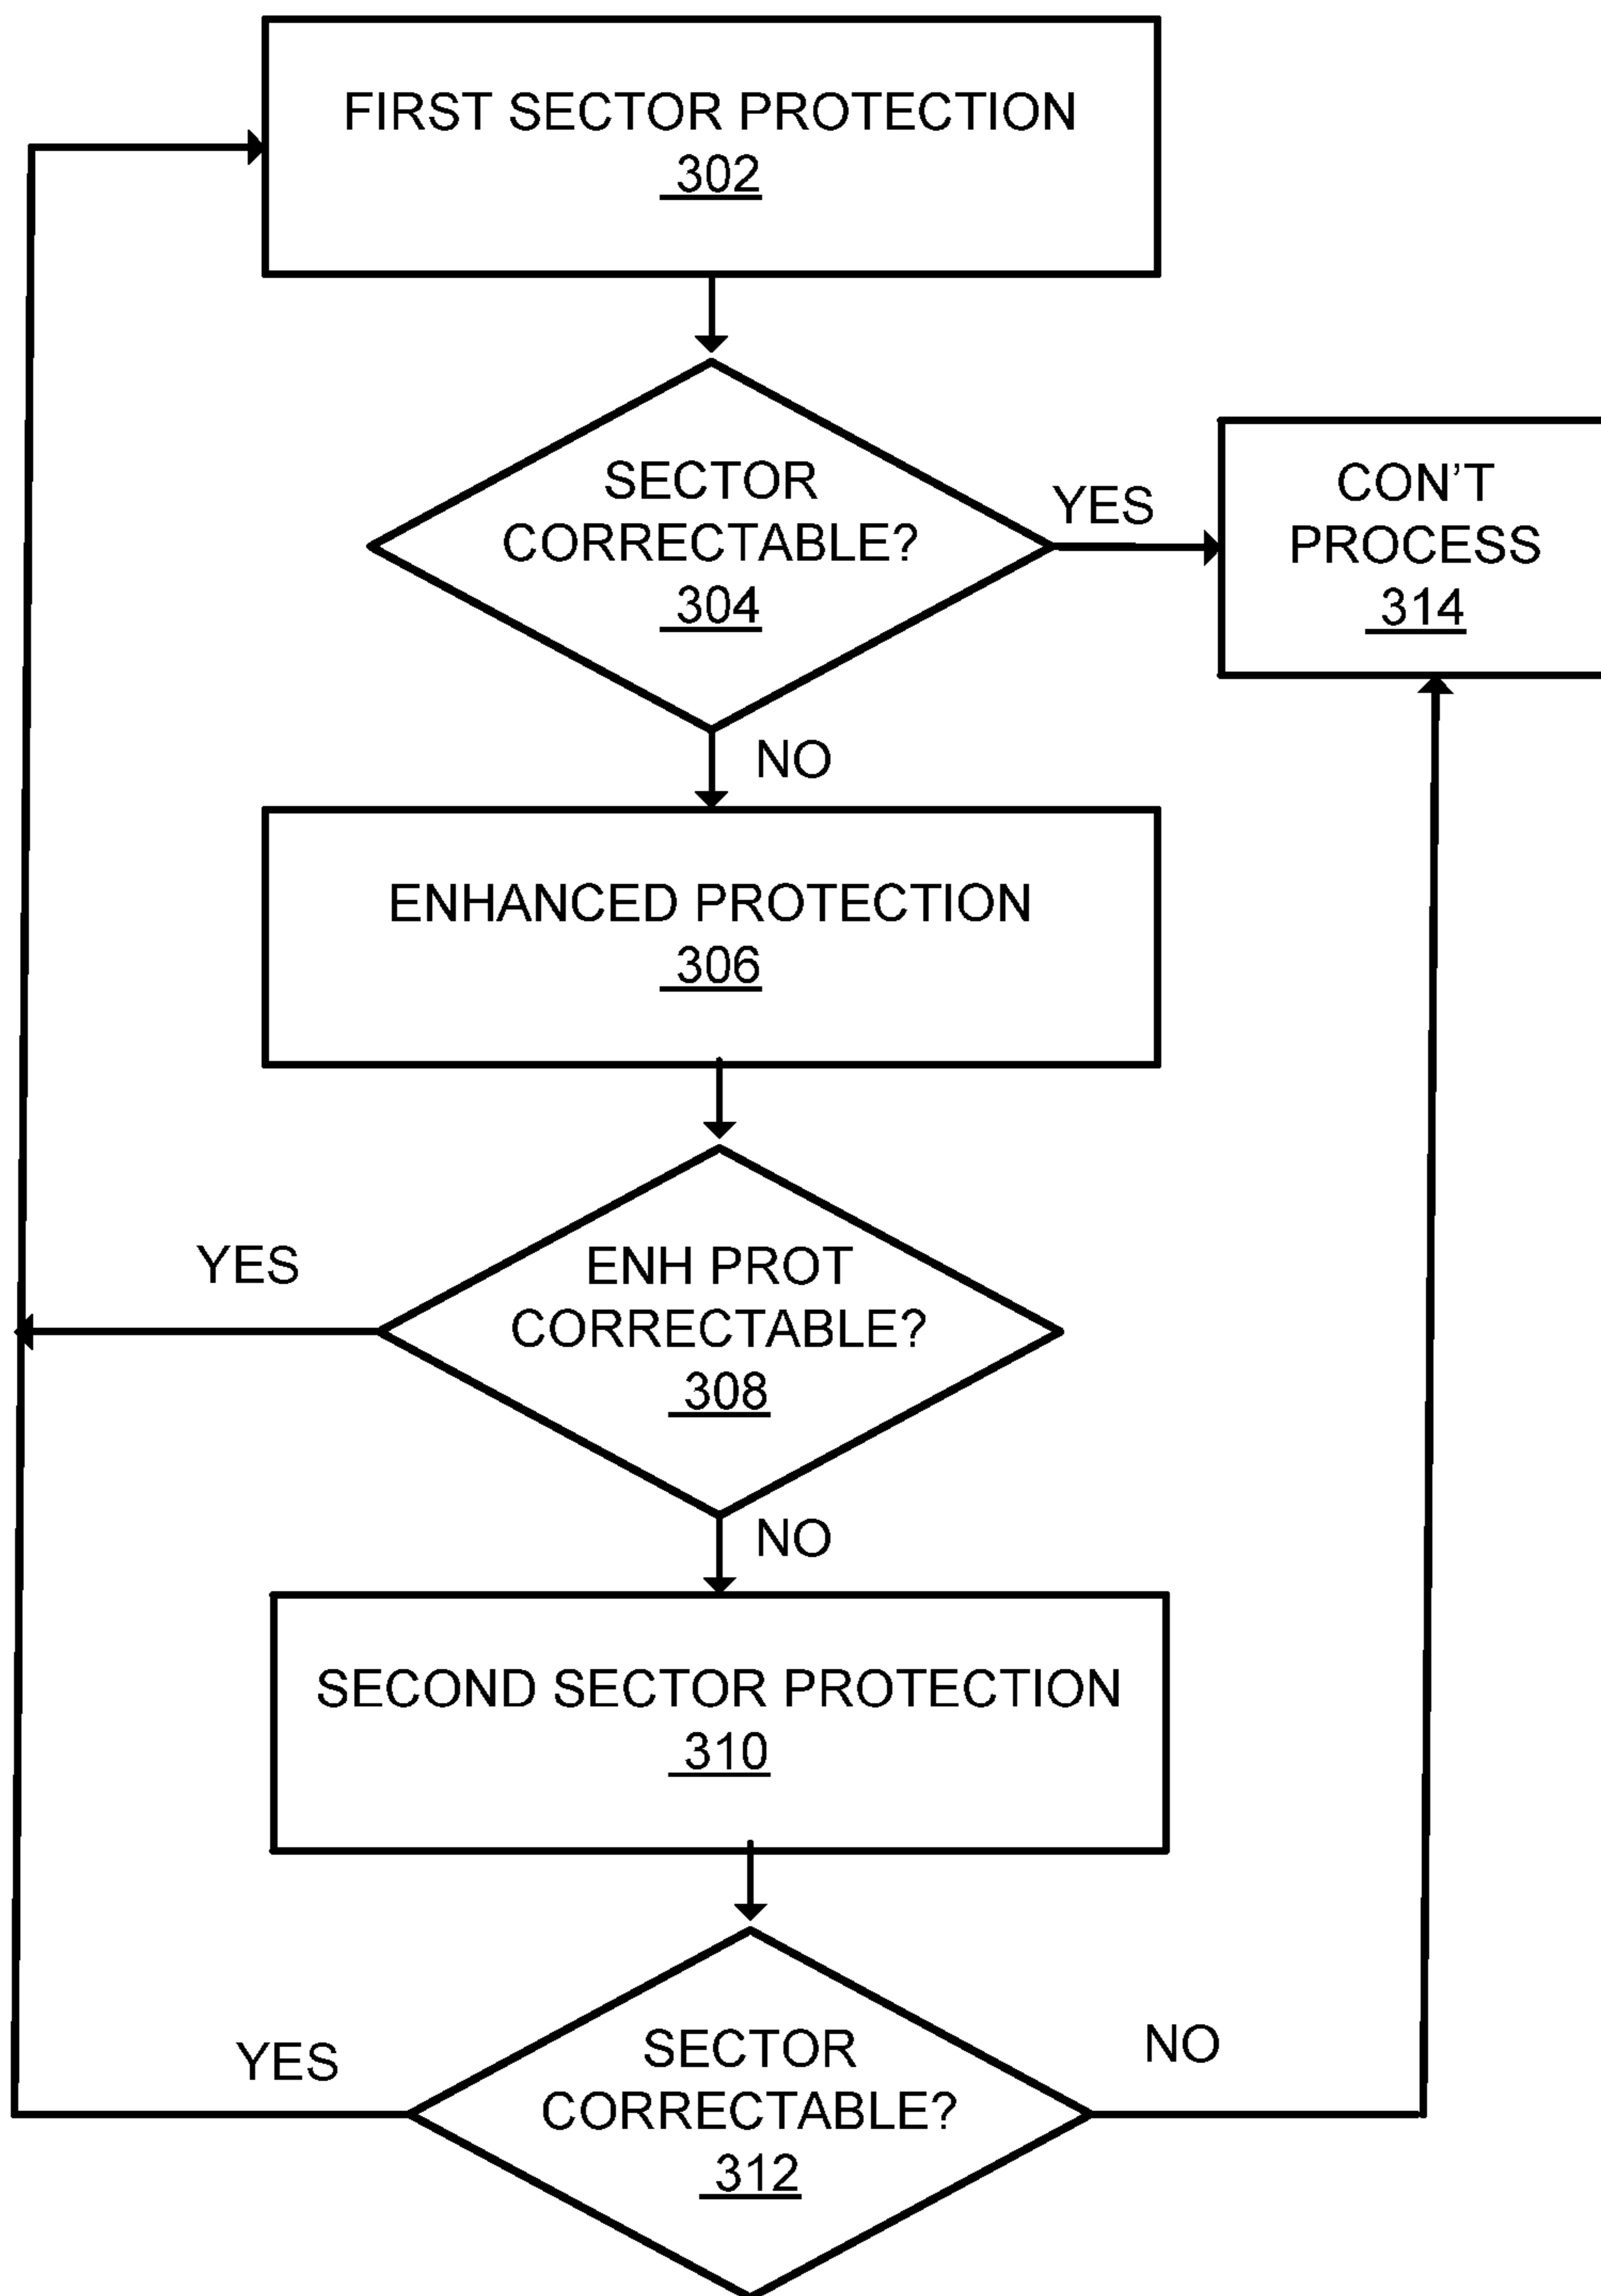 FIRST SECTOR PROTECTION
302
SECTOR
CORRECTABLE?
304
YES
CON'T
PROCESS
314
NO
ENHANCED PROTECTION
306
YES
ENH PROT
CORRECTABLE?
308
NO
SECOND SECTOR PROTECTION
310
YES
SECTOR
CORRECTABLE?
312
NO